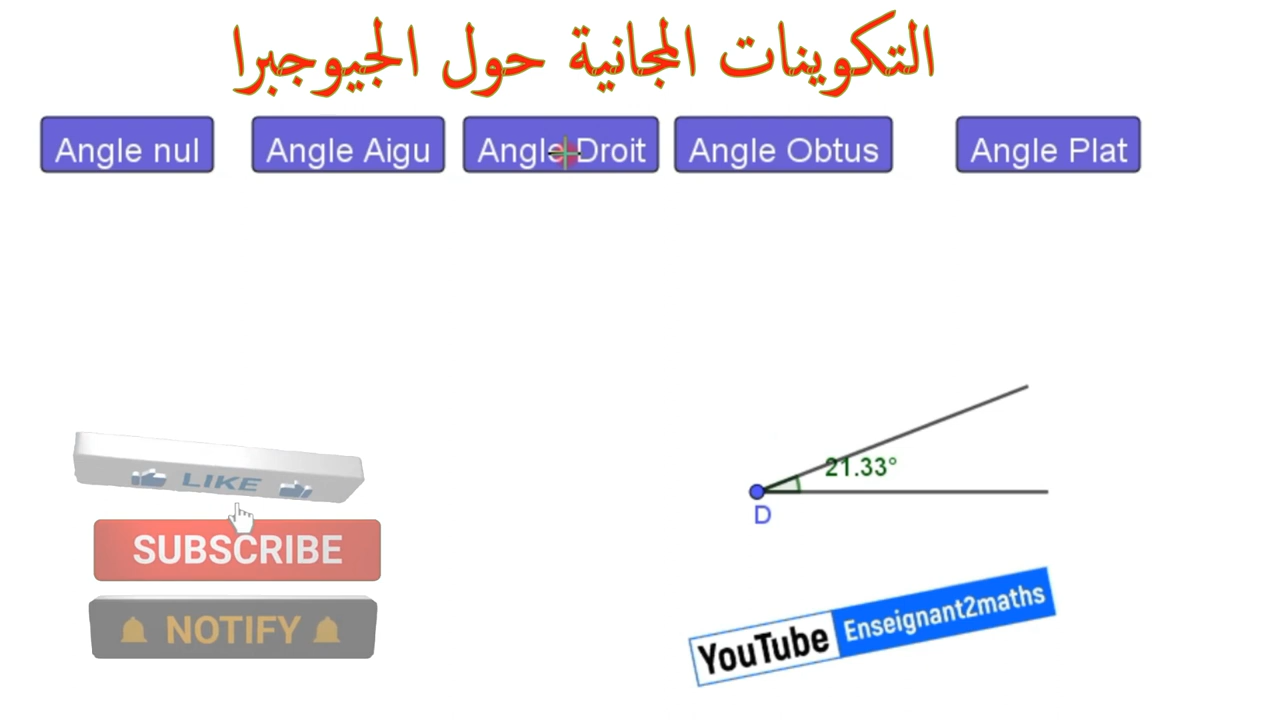 التكوينات المجانية حول الجيوجبرا
Angle nul
Angle Aigu
Angle Droit
Angle Obtus
Angle Plat
21.33°
D
LIKE
SUBSCRIBE
NOTIFY
YouTube Enseignant2maths